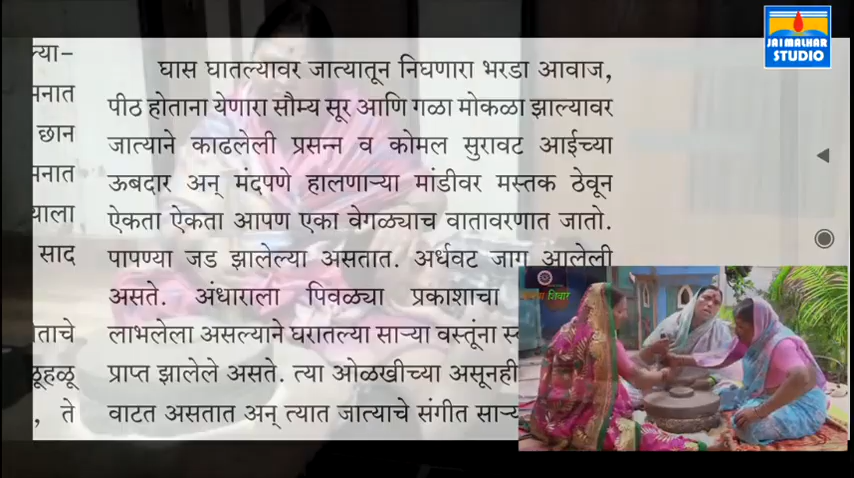 JAI MALHAR
STUDIO
ल्या-
मनात
छान
मनात
याला
साद
ताचे
ळूहळू
, ते
घास घातल्यावर जात्यातून निघणारा भरडा आवाज,
पीठ होताना येणारा सौम्य सूर आणि गळा मोकळा झाल्यावर
जात्याने काढलेली प्रसन्न व कोमल सुरावट आईच्या
ऊबदार अन् मंदपणे हालणाऱ्या मांडीवर मस्तक ठेवून
ऐकता ऐकता आपण एका वेगळ्याच वातावरणात जातो.
पापण्या जड झालेल्या असतात. अर्धवट जाग आलेली
असते. अंधाराला पिवळ्या प्रकाशाचा
लाभलेला असल्याने घरातल्या साऱ्या वस्तूंना
प्राप्त झालेले असते. त्या ओळखीच्या असूनही
वाटत असतात अन् त्यात जात्याचे संगीत
शिवार